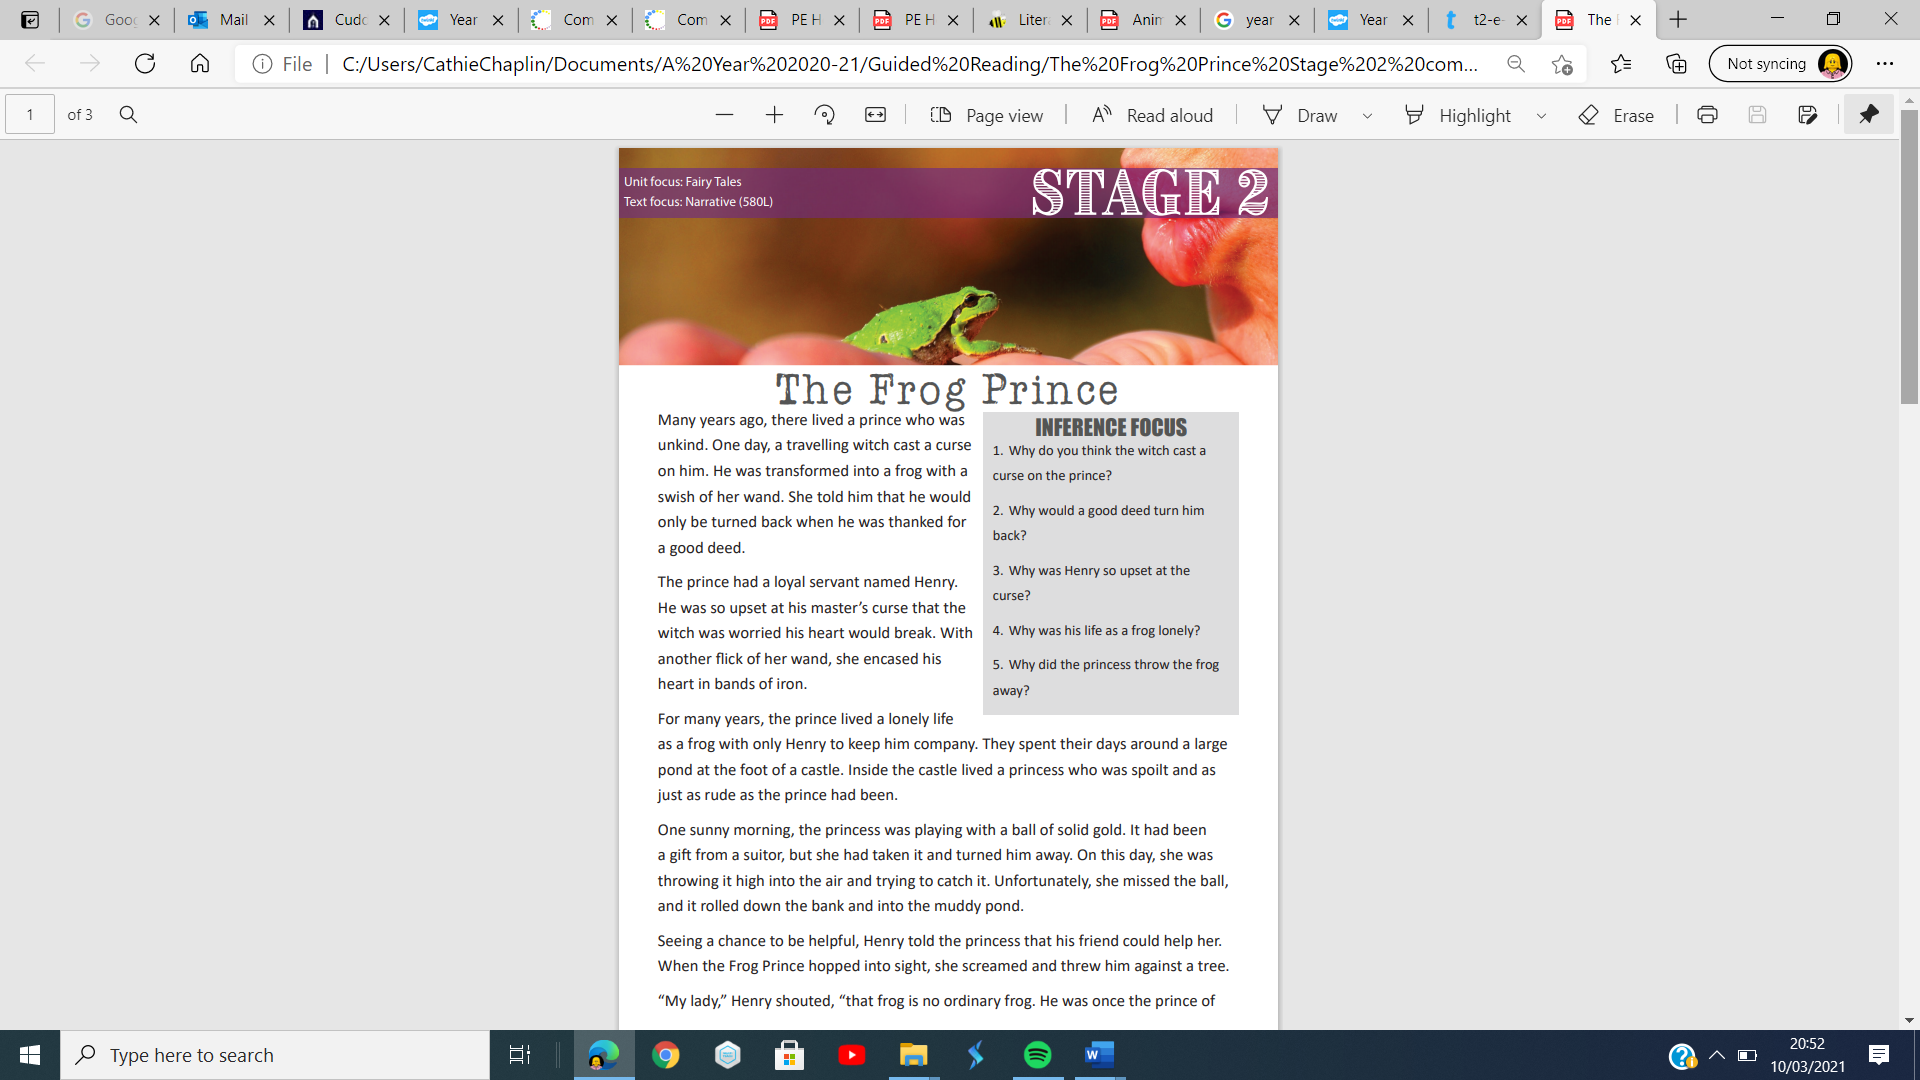 Goog
Mail
Cudd
Year
Com
Com
PE H
PE H
Litera
Anim
year
Year
t2-e-
The F
File
C:/Users/CathieChaplin/Documents/A%20Year%202020-21/Guided%20Reading/The%20Frog%20Prince%20Stage%202%20com...
Not syncing
1 of 3
Page view
Read aloud
Draw
Highlight
Erase
Unit focus: Fairy Tales
Text focus: Narrative (580L)
STAGE 2
The Frog Prince
Many years ago, there lived a prince who was
unkind. One day, a travelling witch cast a curse
on him. He was transformed into a frog with a
swish of her wand. She told him that he would
only be turned back when he was thanked for
a good deed.
The prince had a loyal servant named Henry.
He was so upset at his master’s curse that the
witch was worried his heart would break. With
another flick of her wand, she encased his
heart in bands of iron.
INFERENCE FOCUS
1. Why do you think the witch cast a
curse on the prince?
2. Why would a good deed turn him
back?
3. Why was Henry so upset at the
curse?
4. Why was his life as a frog lonely?
5. Why did the princess throw the frog
away?
For many years, the prince lived a lonely life
as a frog with only Henry to keep him company. They spent their days around a large
pond at the foot of a castle. Inside the castle lived a princess who was spoilt and as
just as rude as the prince had been.
One sunny morning, the princess was playing with a ball of solid gold. It had been
a gift from a suitor, but she had taken it and turned him away. On this day, she was
throwing it high into the air and trying to catch it. Unfortunately, she missed the ball,
and it rolled down the bank and into the muddy pond.
Seeing a chance to be helpful, Henry told the princess that his friend could help her.
When the Frog Prince hopped into sight, she screamed and threw him against a tree.
“My lady,” Henry shouted, “that frog is no ordinary frog. He was once the prince of
Type here to search
20:52
10/03/2021